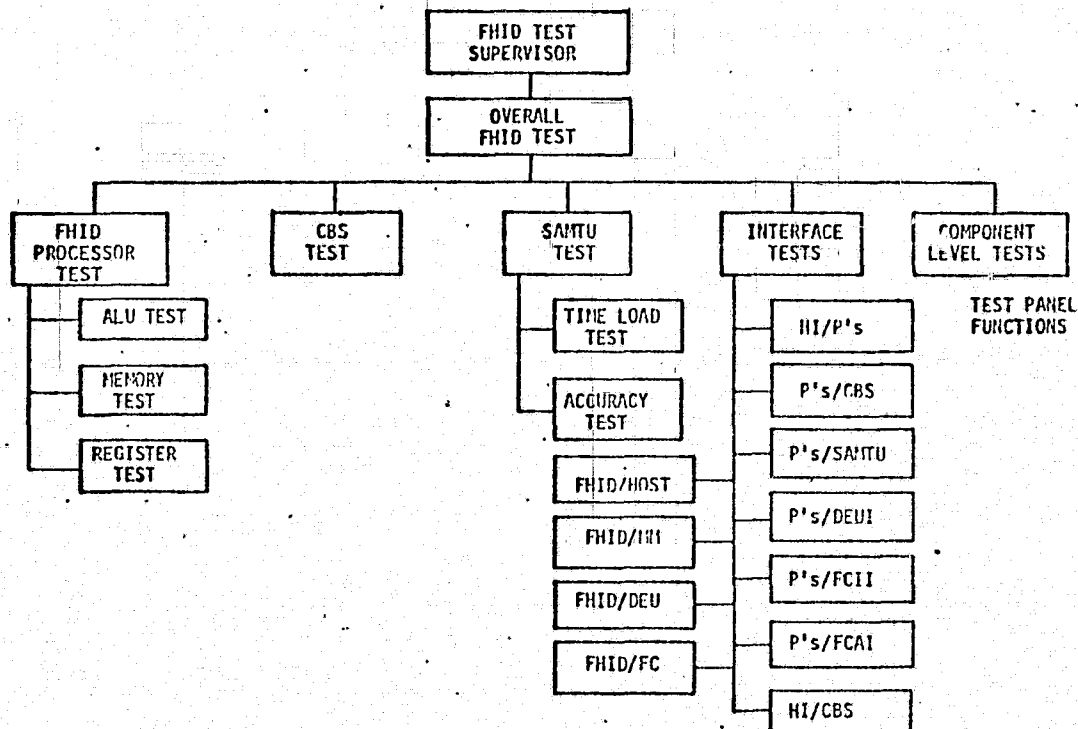 FHID TEST
SUPERVISOR
OVERALL
FHID TEST
FHID
PROCESSOR
TEST
CBS
TEST
SAMTU
TEST
INTERFACE
TESTS
COMPONENT
LEVEL TESTS
ALU TEST
MEMORY
TEST
REGISTER
TEST
TIME LOAD
TEST
ACCURACY
TEST
FHID/HOST
FHID/MM
FHID/DEU
FHID/FC
HI/P's
P's/CBS
P's/SAMTU
P's/DEUI
P's/FCII
P's/FCAI
HI/CBS
TEST PANEL
FUNCTIONS